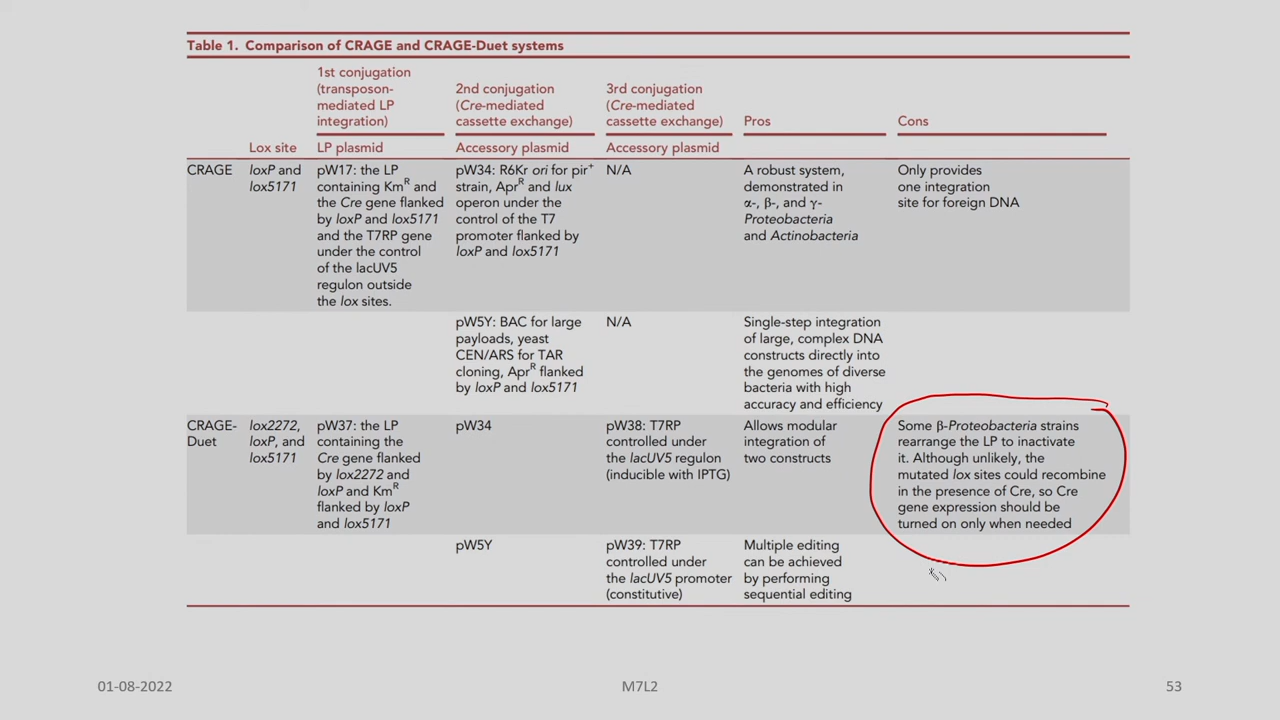 Table 1. Comparison of CRAGE and CRAGE-Duet systems
Lox site
1st conjugation
(transposon-
mediated LP
integration)
LP plasmid
2nd conjugation
(Cre-mediated
cassette exchange)
Accessory plasmid
3rd conjugation
(Cre-mediated
cassette exchange)
Accessory plasmid
Pros
Cons
CRAGE
loxP and
lox5171
pW17: the LP
containing KmR and
the Cre gene flanked
by loxP and lox5171
and the T7RP gene
under the control
of the lacUV5
regulon outside
the lox sites.
pW34: R6Kr ori for pir+
strain, AprR and lux
operon under the
control of the T7
promoter flanked by
loxP and lox5171
N/A
A robust system,
demonstrated in
α-, β-, and γ-
Proteobacteria
and Actinobacteria
Only provides
one integration
site for foreign DNA
pW5Y: BAC for large
payloads, yeast
CEN/ARS for TAR
cloning, AprR flanked
by loxP and lox5171
N/A
Single-step integration
of large, complex DNA
constructs directly into
the genomes of diverse
bacteria with high
accuracy and efficiency
CRAGE-
Duet
lox2272,
loxP, and
lox5171
pW37: the LP
containing the
Cre gene flanked
by lox2272 and
loxP and KmR
flanked by loxP
and lox5171
pW34
pW38: T7RP
controlled under
the lacUV5 regulon
(inducible with IPTG)
Allows modular
integration of
two constructs
Some β-Proteobacteria strains
rearrange the LP to inactivate
it. Although unlikely, the
mutated lox sites could recombine
in the presence of Cre, so Cre
gene expression should be
turned on only when needed
pW5Y
pW39: T7RP
controlled under
the lacUV5 promoter
(constitutive)
Multiple editing
can be achieved
by performing
sequential editing
01-08-2022
M7L2
53